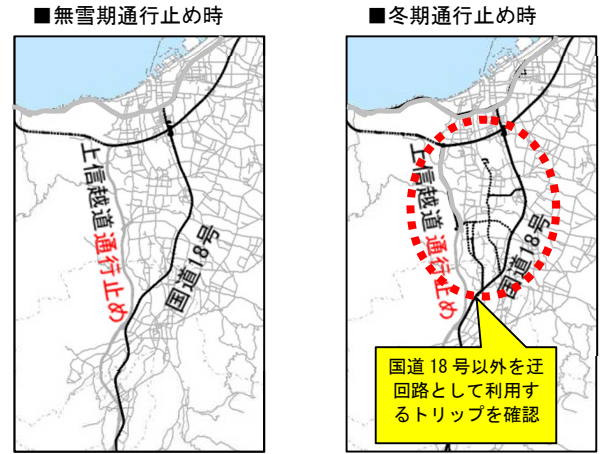 ■無雪期通行止め時
上信越道 通行止め
国道18号
■冬期通行止め時
上信越道 通行止め
国道18号
国道 18 号以外を迂
回路として利用す
るトリップを確認